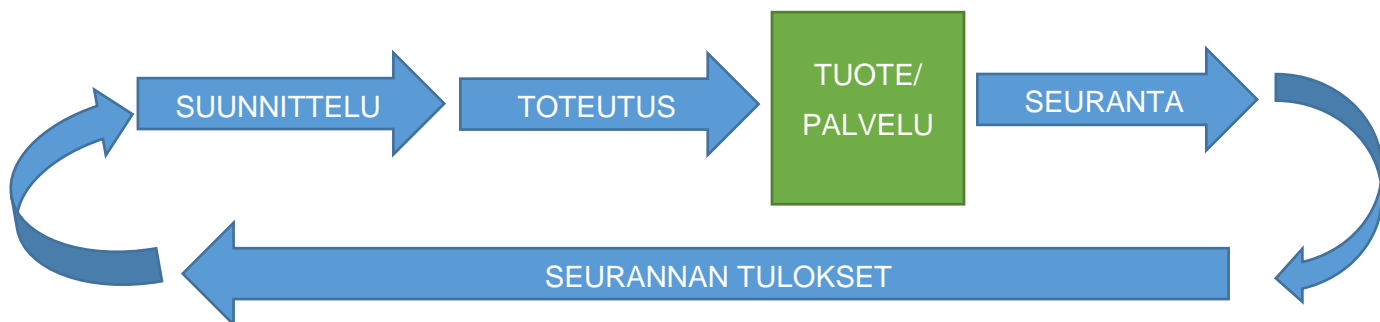 SUUNNITTELU
TOTEUTUS
TUOTE/
PALVELU
SEURANTA
SEURANNAN TULOKSET